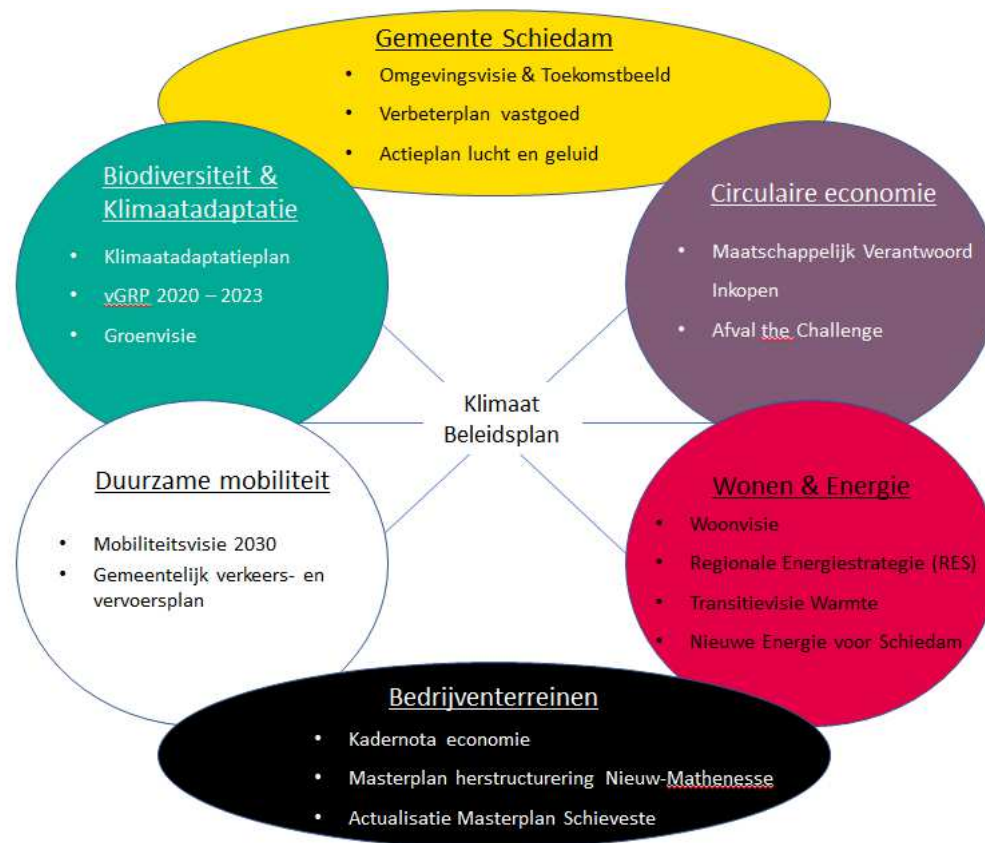 Gemeente Schiedam
• Omgevingsvisie & Toekomstbeeld
• Verbeterplan vastgoed
• Actieplan lucht en geluid
Biodiversiteit &
Klimaatadaptatie
• Klimaatadaptatieplan
• vGRP 2020 – 2023
• Groenvisie
Circulaire economie
• Maatschappelijk Verantwoord
Inkopen
• Afval the Challenge
Klimaat
Beleidsplan
Duurzame mobiliteit
• Mobiliteitsvisie 2030
• Gemeentelijk verkeers- en
vervoersplan
Wonen & Energie
• Woonvisie
• Regionale Energiestrategie (RES)
• Transitievisie Warmte
• Nieuwe Energie voor Schiedam
Bedrijventerreinen
• Kadernota economie
• Masterplan herstructurering Nieuw-Mathenesse
• Actualisatie Masterplan Schieveste